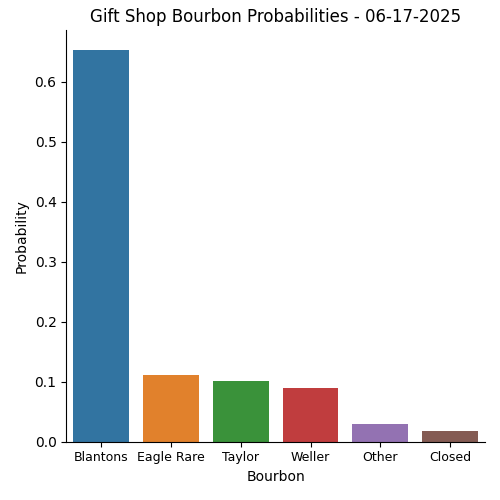 Gift Shop Bourbon Probabilities - 06-17-2025
0.6
0.5
0.4
0.3
0.2
0.1
0.0
Probability
Blantons Eagle Rare Taylor Weller Other Closed
Bourbon